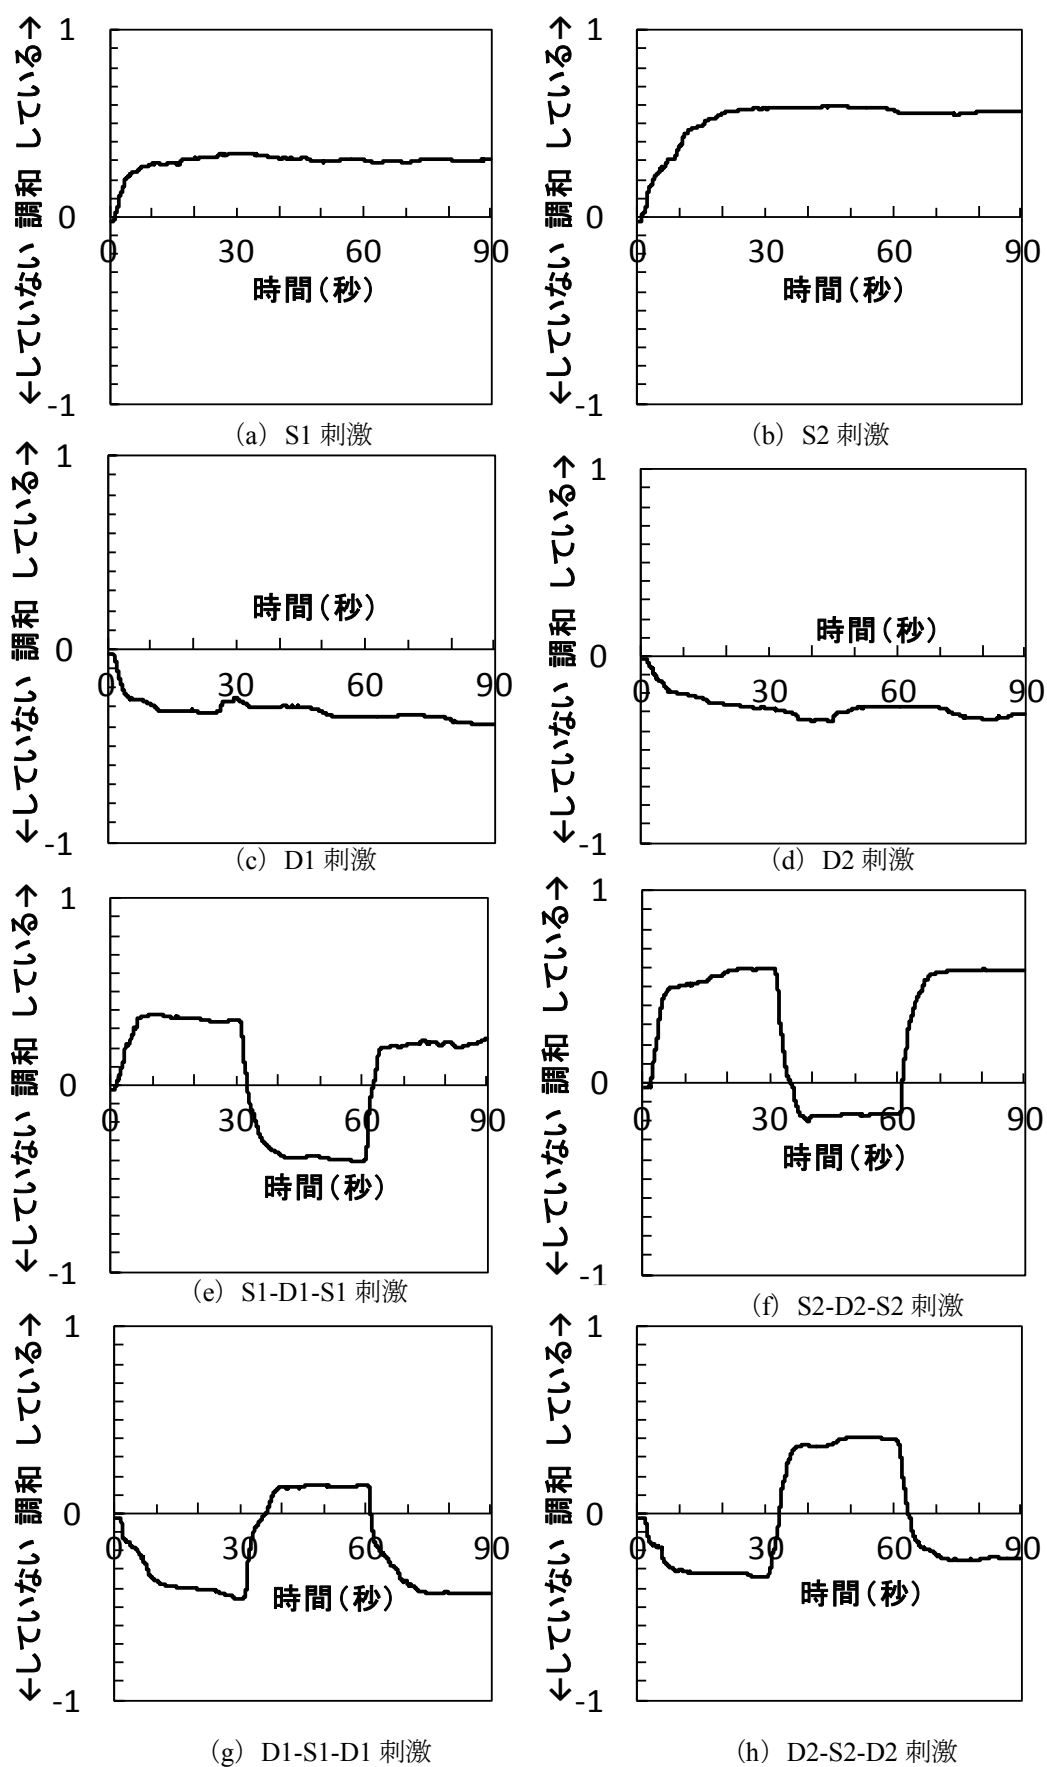 ←していない 調和 している→
1
0
-1
0 30 60 90
時間(秒)
(a) S1 刺激
←していない 調和 している→
1
0
-1
0 30 60 90
時間(秒)
(b) S2 刺激
←していない 調和 している→
1
時間(秒)
0
0 30 60 90
-1
(c) D1 刺激
←していない 調和 している→
1
時間(秒)
0
0 30 60 90
-1
(d) D2 刺激
←していない 調和 している→
1
0
0 30 60 90
時間(秒)
-1
(e) S1-D1-S1 刺激
←していない 調和 している→
1
0
0 30 60 90
時間(秒)
-1
(f) S2-D2-S2 刺激
←していない 調和 している→
1
0
0 30 60 90
時間(秒)
-1
(g) D1-S1-D1 刺激
←していない 調和 している→
1
0
0 30 60 90
時間(秒)
-1
(h) D2-S2-D2 刺激